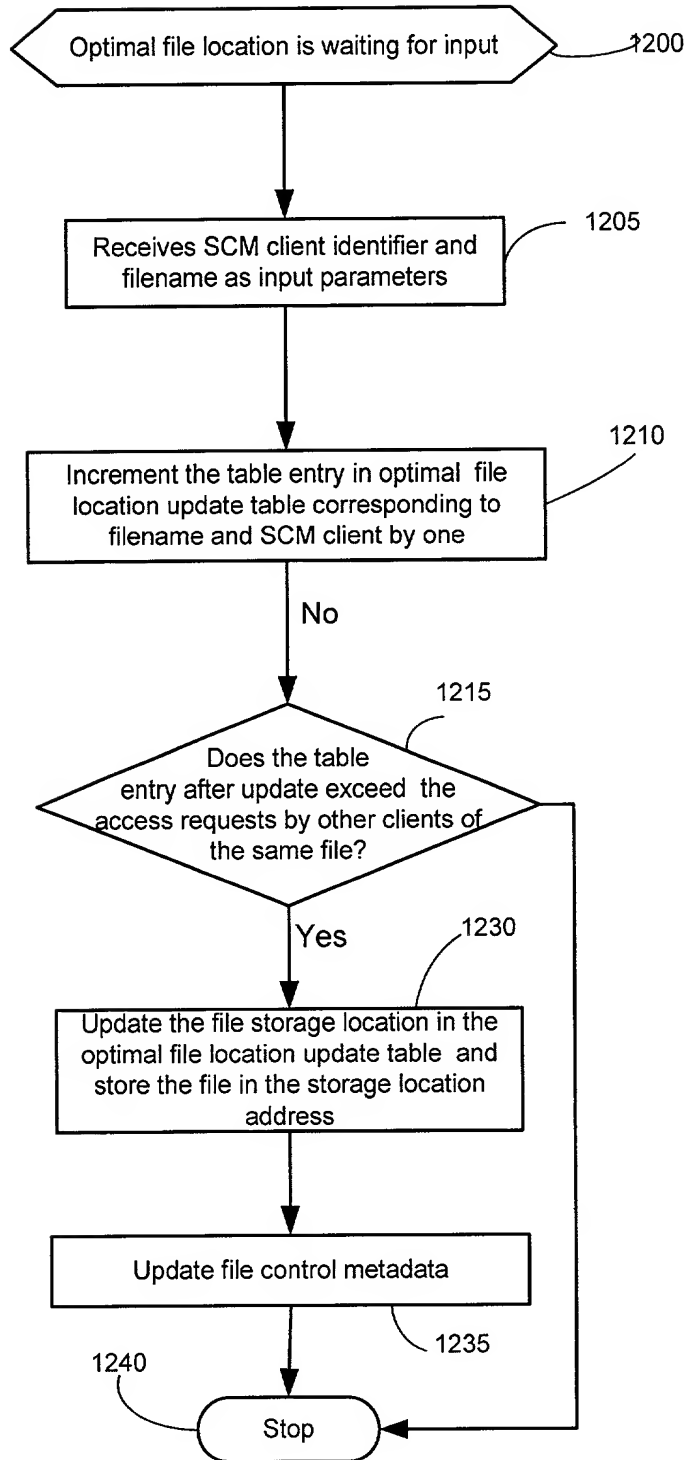 Optimal file location is waiting for input
1200
Receives SCM client identifier and
filename as input parameters
1205
1210
Increment the table entry in optimal file
location update table corresponding to
filename and SCM client by one
No
1215
Does the table
entry after update exceed the
access requests by other clients of
the same file?
Yes
1230
Update the file storage location in the
optimal file location update table and
store the file in the storage location
address
Update file control metadata
1235
1240
Stop